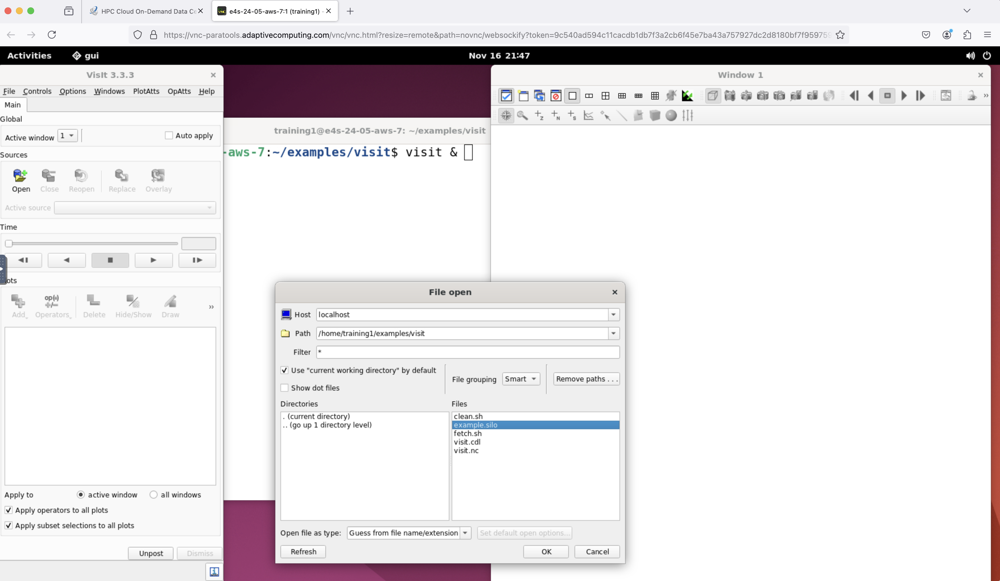 HPC Cloud On-Demand Data Ce
e4s-24-05-aws-7:1 (training1) -
https://vnc-paratools.adaptivecomputing.com/vnc/vnc.html?resize=remote&path=novnc/websockify?token=9c540ad594c11cacdb1db7f3a2cb6f45e7ba43a757927dc2d8180bf7f959759
Activities
gui
Nov 16 21:47
VisIt 3.3.3
File Controls Options Windows PlotAtts OpAtts Help
Main
Global
Active window 1
Auto apply
Sources
Open Close Reopen Replace Overlay
Active source
Time
ots
op(u)
+/-
Add Operators Delete Hide/Show Draw
»
Apply to active window all windows
Apply operators to all plots
Apply subset selections to all plots
Unpost Dismiss
training1@e4s-24-05-aws-7: ~/examples/visit
-aws-7:~/examples/visit$ visit &
Window 1
»
+Z +N +S
File open
Host localhost
Path /home/training1/examples/visit
Filter *
Use "current working directory" by default
Show dot files
File grouping Smart
Remove paths . . .
Directories
. (current directory)
.. (go up 1 directory level)
Files
clean.sh
example.silo
fetch.sh
visit.cdl
visit.nc
Open file as type: Guess from file name/extension
Set default open options...
Refresh OK Cancel